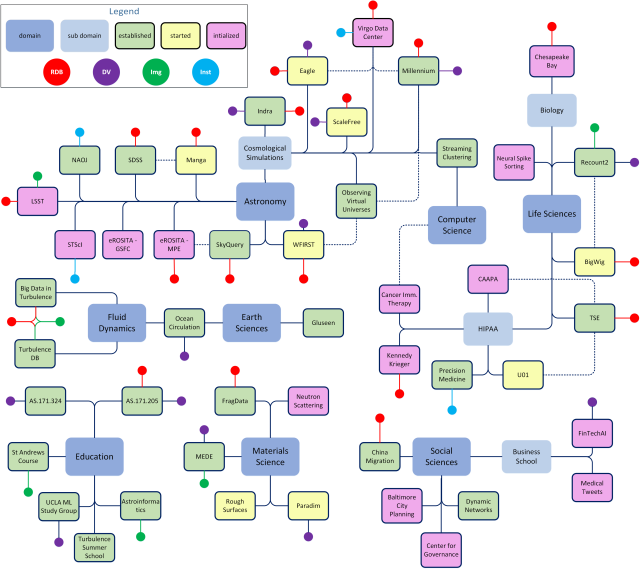 Legend
domain
sub domain
established
started
intialized
RDB
DV
Img
Inst
Virgo Data
Center
Eagle
Millennium
Chesapeake
Bay
Indra
ScaleFree
Biology
NAOJ
SDSS
Manga
Cosmological
Simulations
Streaming
Clustering
Neural Spike
Sorting
Recount2
LSST
Astronomy
Observing
Virtual
Universes
Computer
Science
Life Sciences
STScI
eROSITA -
GSFC
eROSITA -
MPE
SkyQuery
WFIRST
BigWig
Big Data in
Turbulence
Fluid
Dynamics
Ocean
Circulation
Earth
Sciences
Gluseen
CAAPA
Cancer Imm.
Therapy
HIPAA
TSE
Turbulence
DB
Kennedy
Krieger
Precision
Medicine
U01
AS.171.324
AS.171.205
FragData
Neutron
Scattering
FinTechAI
St Andrews
Course
Education
MEDE
Materials
Science
China
Migration
Social
Sciences
Business
School
Medical
Tweets
UCLA ML
Study Group
Astroinforma
tics
Rough
Surfaces
Paradim
Baltimore
City
Planning
Dynamic
Networks
Turbulence
Summer
School
Center for
Governance